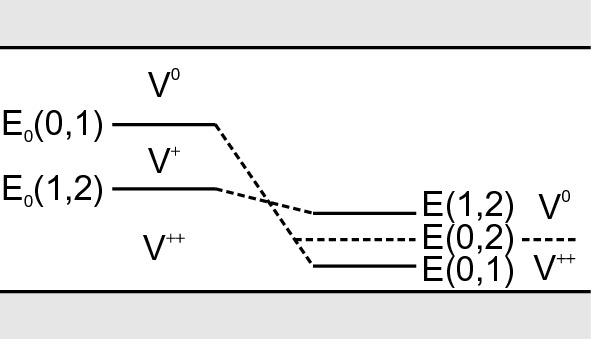 V⁰
E₀(0,1)
V⁺
E₀(1,2)
V⁺⁺
E(1,2) V⁰
E(0,2)
E(0,1) V⁺⁺